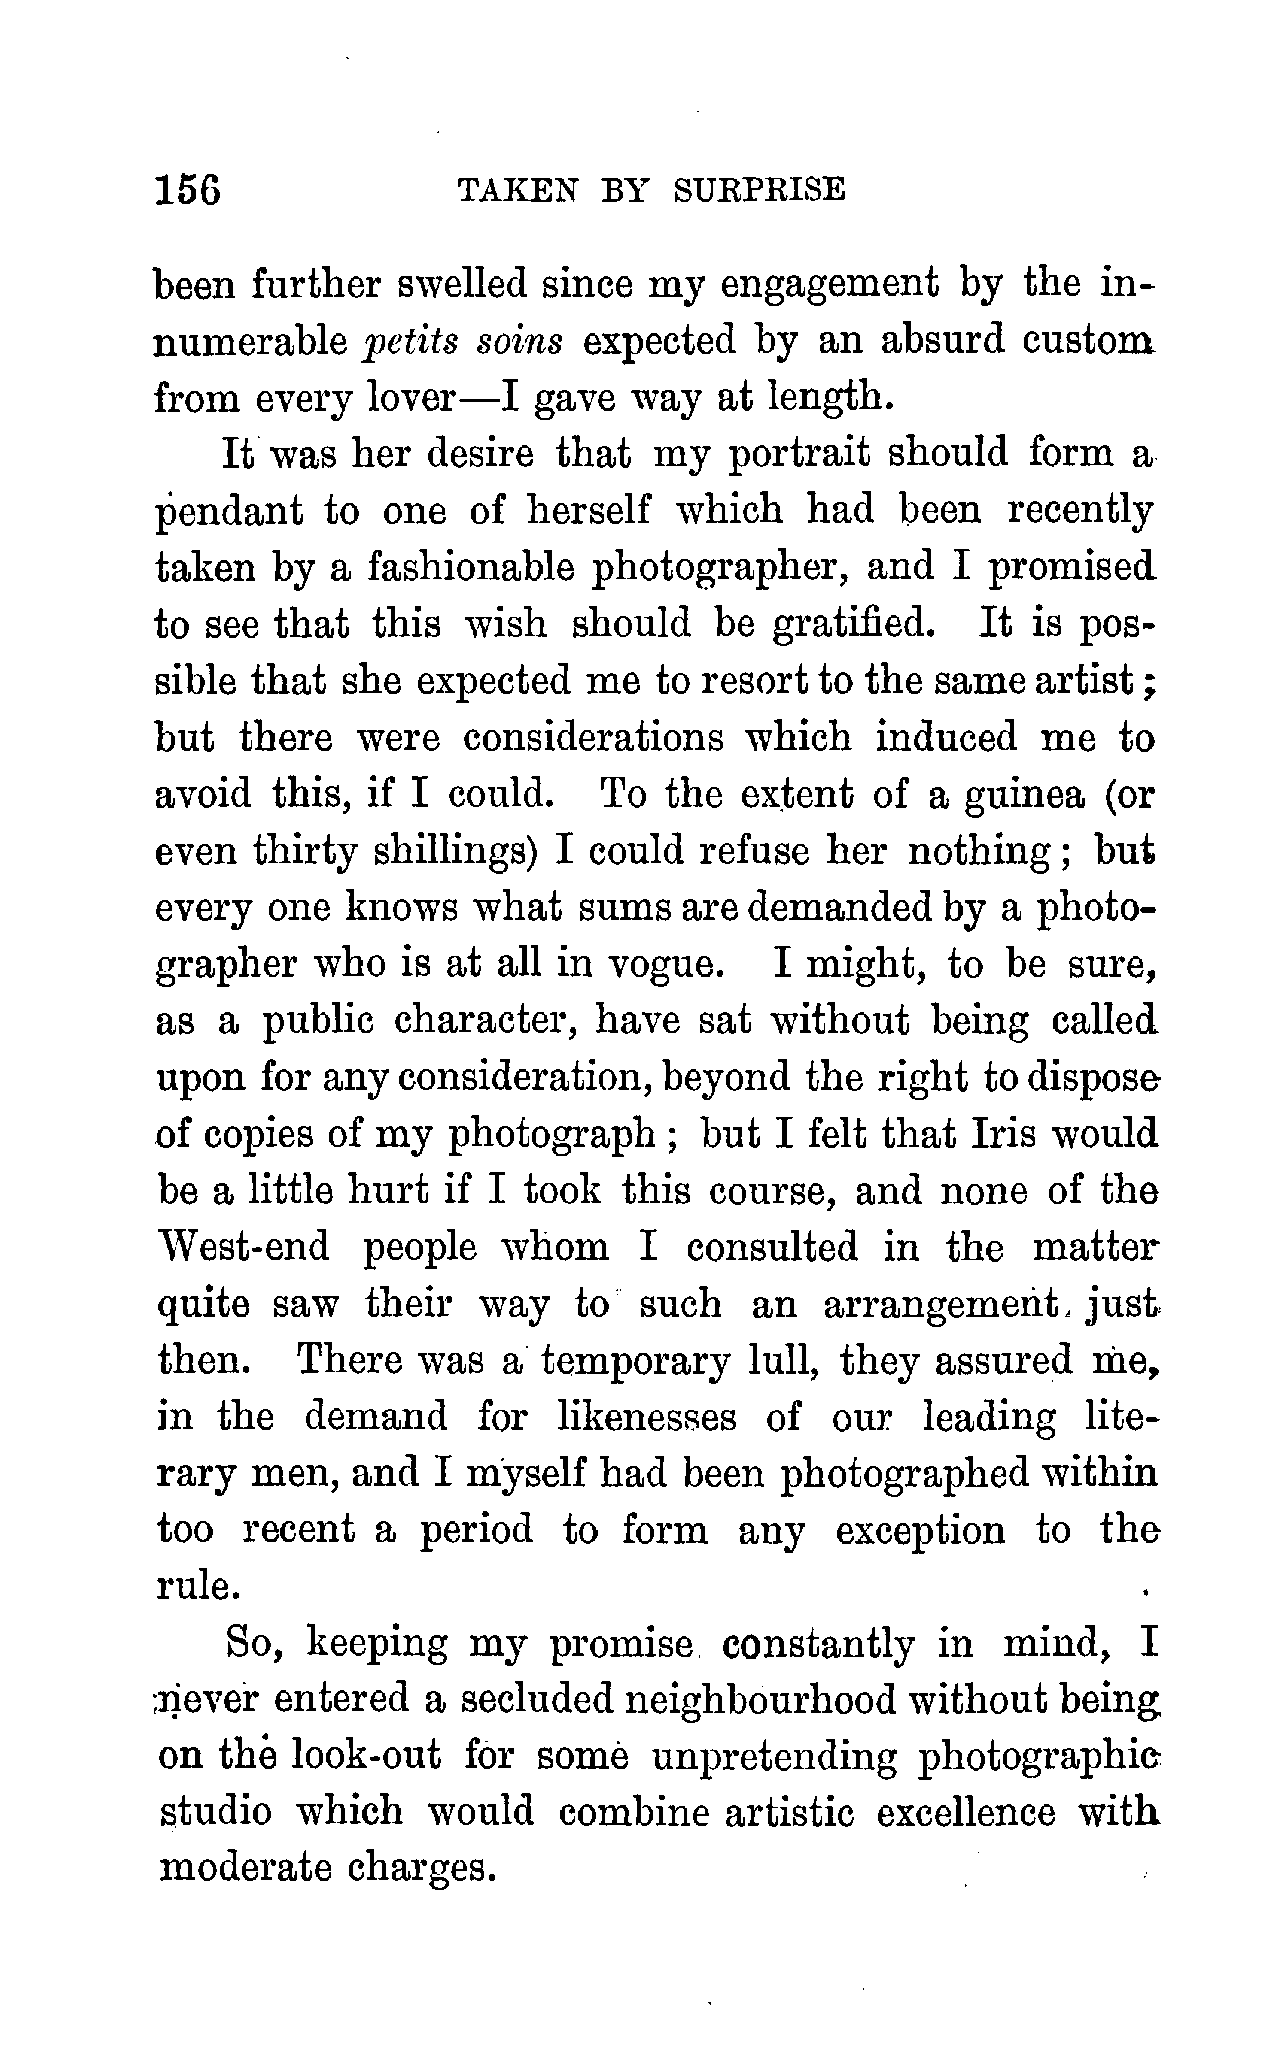 156 TAKEN BY SURPRISE
been further swelled since my engagement by the in-
numerable petits soins expected by an absurd custom
from every lover—I gave way at length.
It was her desire that my portrait should form a
pendant to one of herself which had been recently
taken by a fashionable photographer, and I promised
to see that this wish should be gratified. It is pos-
sible that she expected me to resort to the same artist;
but there were considerations which induced me to
avoid this, if I could. To the extent of a guinea (or
even thirty shillings) I could refuse her nothing; but
every one knows what sums are demanded by a photo-
grapher who is at all in vogue. I might, to be sure,
as a public character, have sat without being called
upon for any consideration, beyond the right to dispose
of copies of my photograph; but I felt that Iris would
be a little hurt if I took this course, and none of the
West-end people whom I consulted in the matter
quite saw their way to such an arrangement just
then. There was a temporary lull, they assured me,
in the demand for likenesses of our leading lite-
rary men, and I myself had been photographed within
too recent a period to form any exception to the
rule.
So, keeping my promise constantly in mind, I
never entered a secluded neighbourhood without being
on the look-out for some unpretending photographic
studio which would combine artistic excellence with
moderate charges.